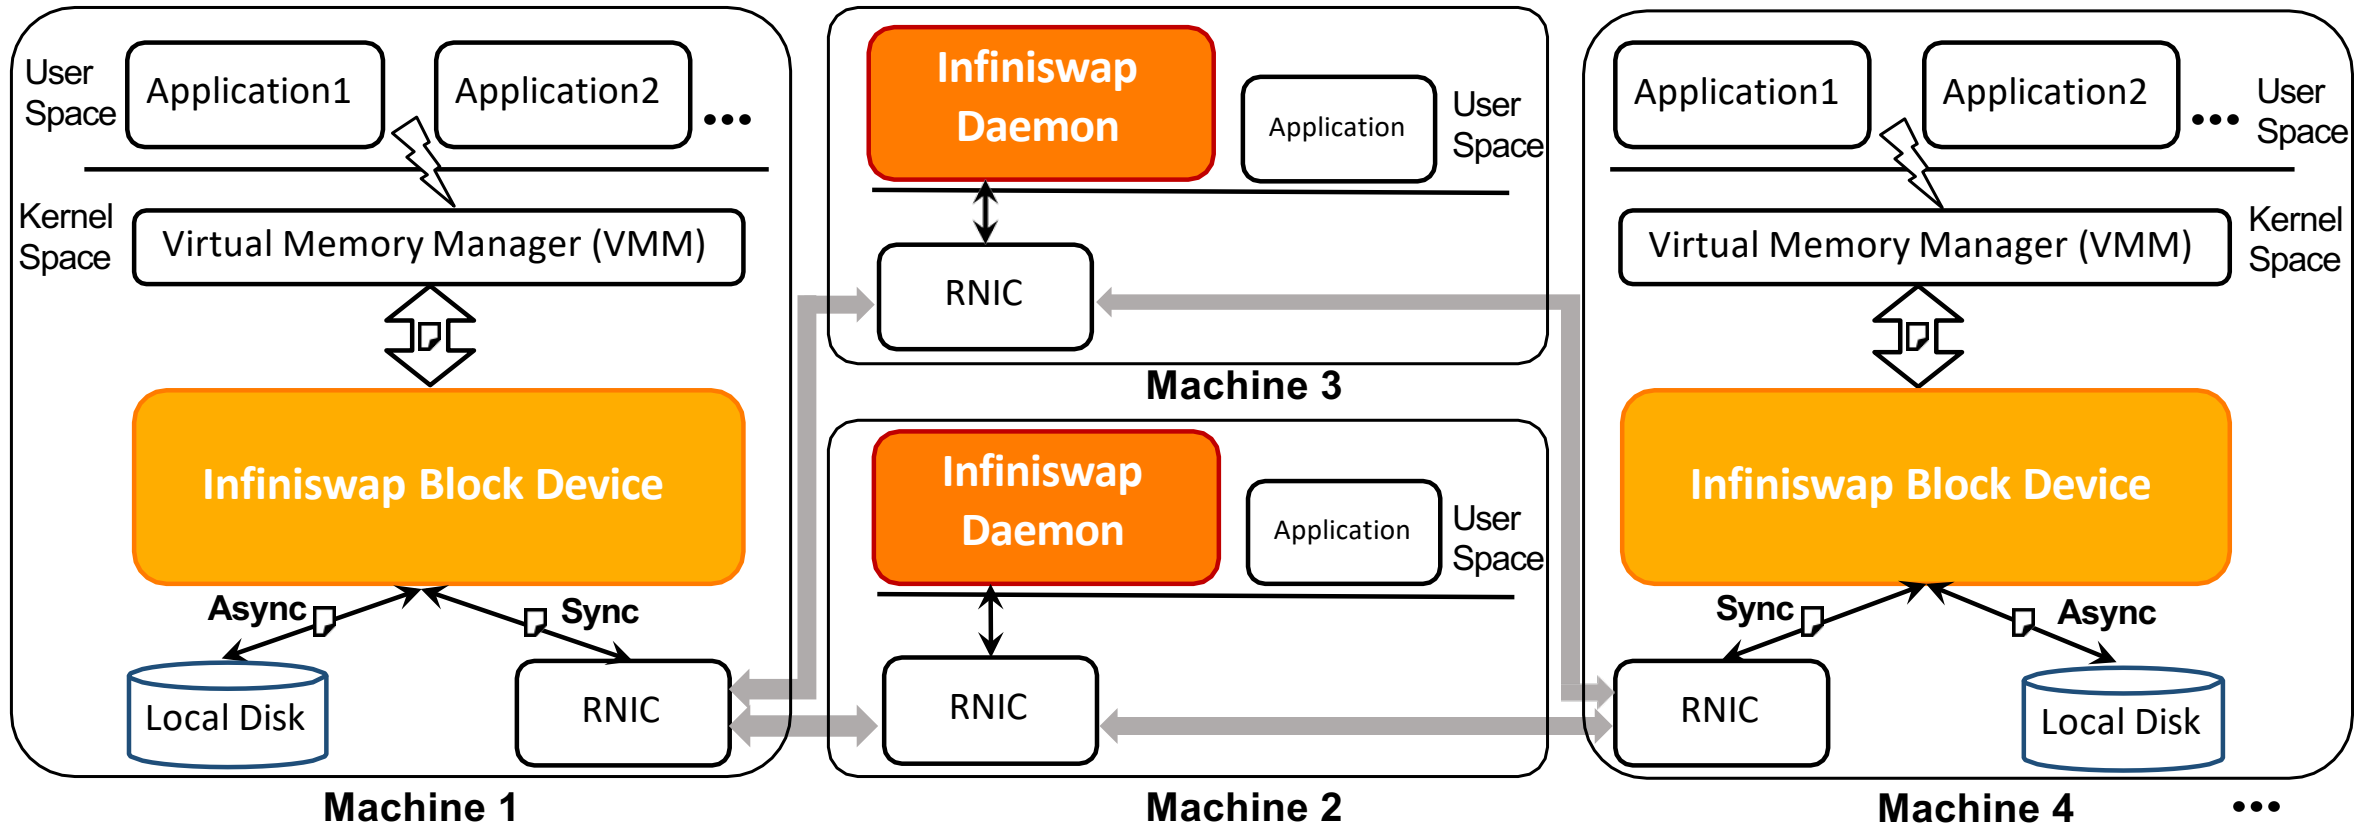 User
Space
Application1
Application2
...
Kernel
Space
Virtual Memory Manager (VMM)
Infiniswap Block Device
Async
Sync
Local Disk
RNIC
Machine 1
Infiniswap
Daemon
Application
User
Space
RNIC
Machine 3
Infiniswap
Daemon
Application
User
Space
RNIC
Machine 2
Application1
Application2
...
User
Space
Virtual Memory Manager (VMM)
Kernel
Space
Infiniswap Block Device
Sync
Async
RNIC
Local Disk
Machine 4
...